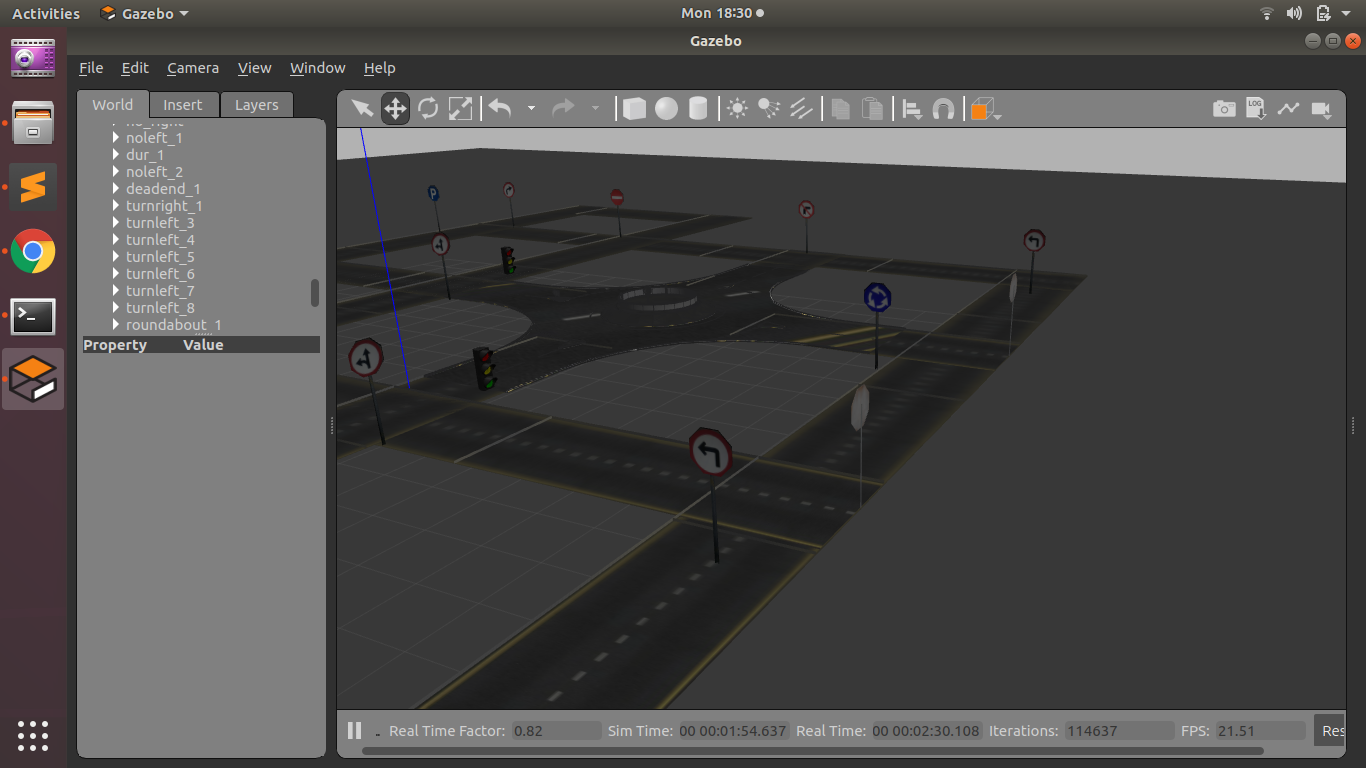 Activities Gazebo Mon 18:30
Gazebo
File Edit Camera View Window Help
World Insert Layers
LOG
no_right
noleft_1
dur_1
noleft_2
deadend_1
turnright_1
turnleft_3
turnleft_4
turnleft_5
turnleft_6
turnleft_7
turnleft_8
roundabout_1
Property Value
P
Real Time Factor: 0.82 Sim Time: 00 00:01:54.637 Real Time: 00 00:02:30.108 Iterations: 114637 FPS: 21.51 Res